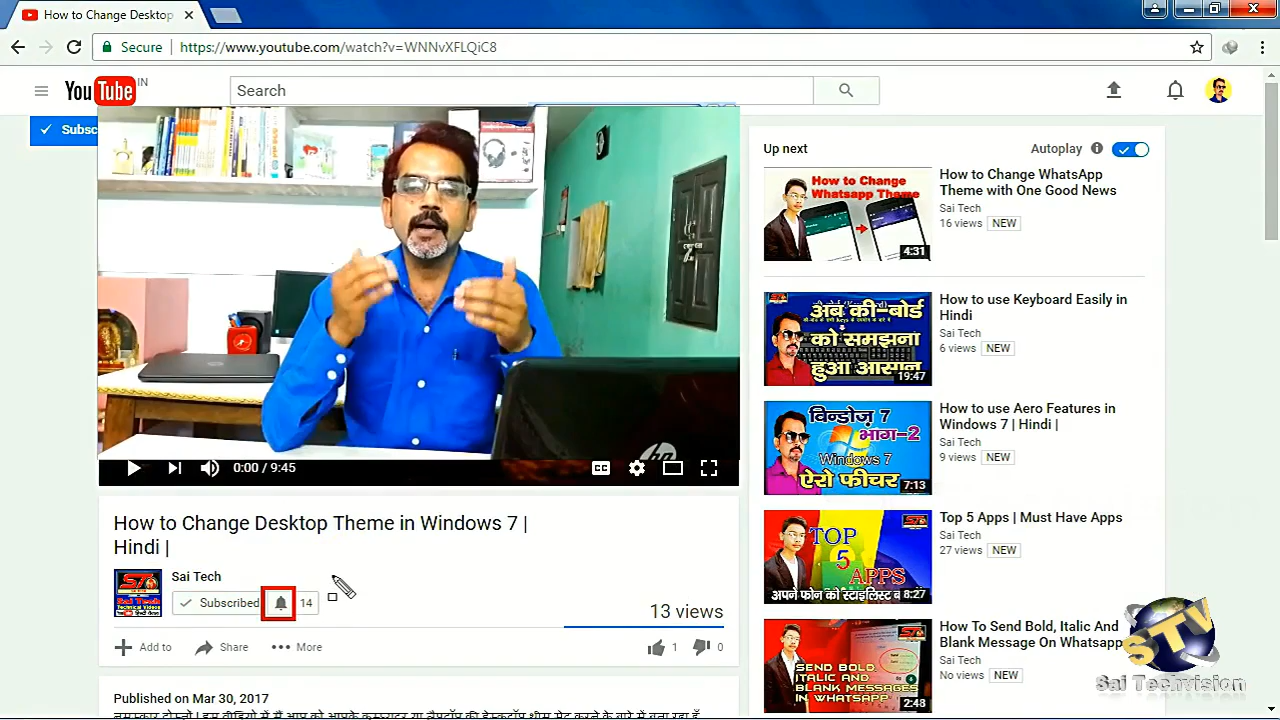 How to Change Desktop
Secure
https://www.youtube.com/watch?v=WNNvXFLQiC8
YouTube IN
Search
Subsc
0:00 / 9:45
CC
How to Change Desktop Theme in Windows 7 |
Hindi |
Sai Tech
Subscribed 14
13 views
Add to
Share
More
1
0
Published on Mar 30, 2017
Up next
Autoplay
How to Change
Whatsapp Theme
4:31
How to Change WhatsApp
Theme with One Good News
Sai Tech
16 views NEW
अब की-बोर्ड
को समझना
हुआ आसान
19:47
How to use Keyboard Easily in
Hindi
Sai Tech
6 views NEW
विन्डोज़ 7
भाग-2
Windows 7
ऐरो फीचर
7:13
How to use Aero Features in
Windows 7 | Hindi |
Sai Tech
9 views NEW
TOP
5
APPS
8:27
Top 5 Apps | Must Have Apps
Sai Tech
27 views NEW
SEND BOLD,
ITALIC AND
BLANK MESSAGES
IN WHATSAPP
2:48
How To Send Bold, Italic And
Blank Message On Whatsapp
Sai Tech
No views NEW
STV
Sai Techvision